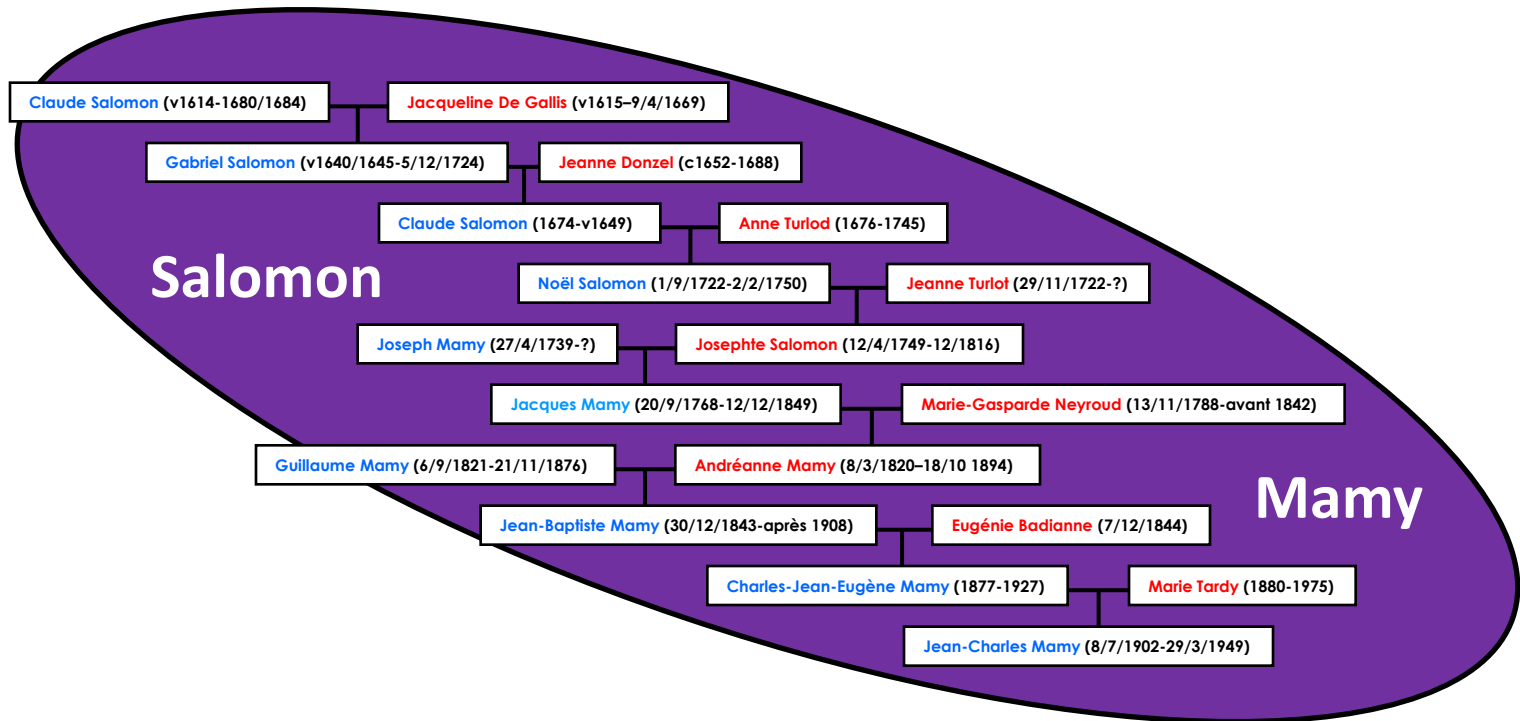 Claude Salomon (v1614-1680/1684)
Jacqueline De Gallis (v1615–9/4/1669)
Gabriel Salomon (v1640/1645-5/12/1724)
Jeanne Donzel (c1652-1688)
Claude Salomon (1674-v1649)
Anne Turlod (1676-1745)
Salomon
Noël Salomon (1/9/1722-2/2/1750)
Jeanne Turlot (29/11/1722-?)
Joseph Mamy (27/4/1739-?)
Josephte Salomon (12/4/1749-12/1816)
Jacques Mamy (20/9/1768-12/12/1849)
Marie-Gasparde Neyroud (13/11/1788-avant 1842)
Guillaume Mamy (6/9/1821-21/11/1876)
Andréanne Mamy (8/3/1820–18/10 1894)
Mamy
Jean-Baptiste Mamy (30/12/1843-après 1908)
Eugénie Badianne (7/12/1844)
Charles-Jean-Eugène Mamy (1877-1927)
Marie Tardy (1880-1975)
Jean-Charles Mamy (8/7/1902-29/3/1949)